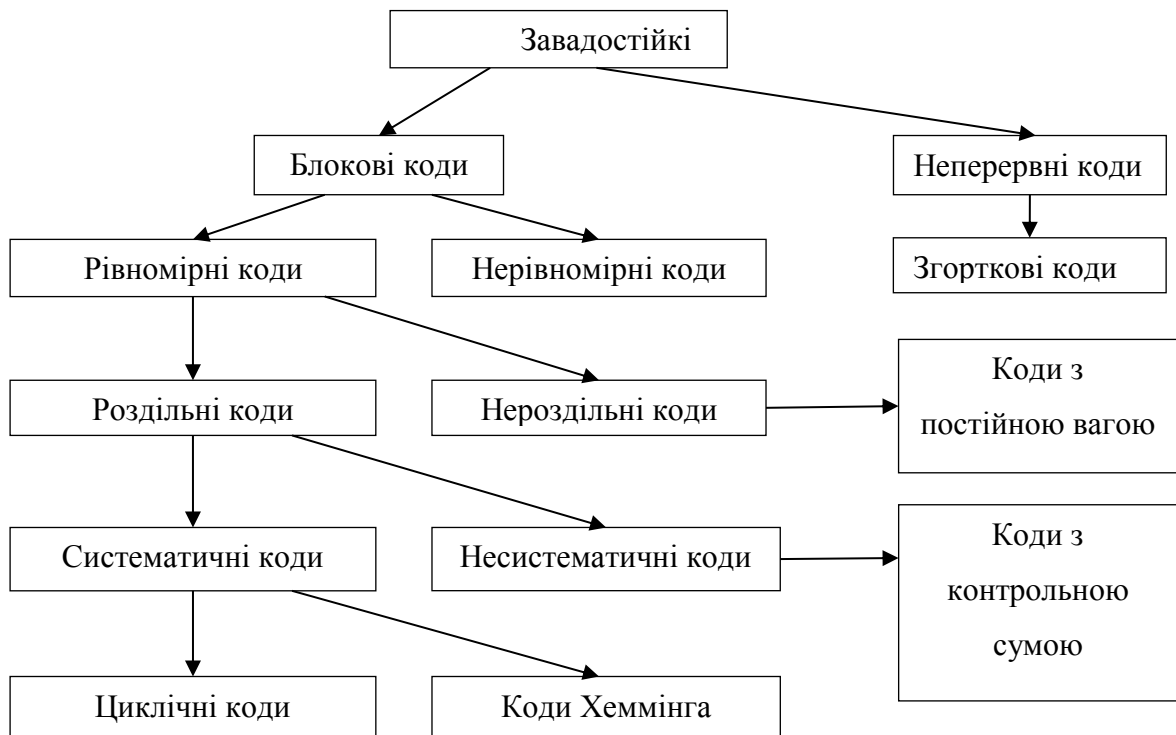 Завадостійкі
Блокові коди
Неперервні коди
Рівномірні коди
Нерівномірні коди
Згорткові коди
Роздільні коди
Нероздільні коди
Коди з
постійною вагою
Систематичні коди
Несистематичні коди
Коди з
контрольною
сумою
Циклічні коди
Коди Хеммінга